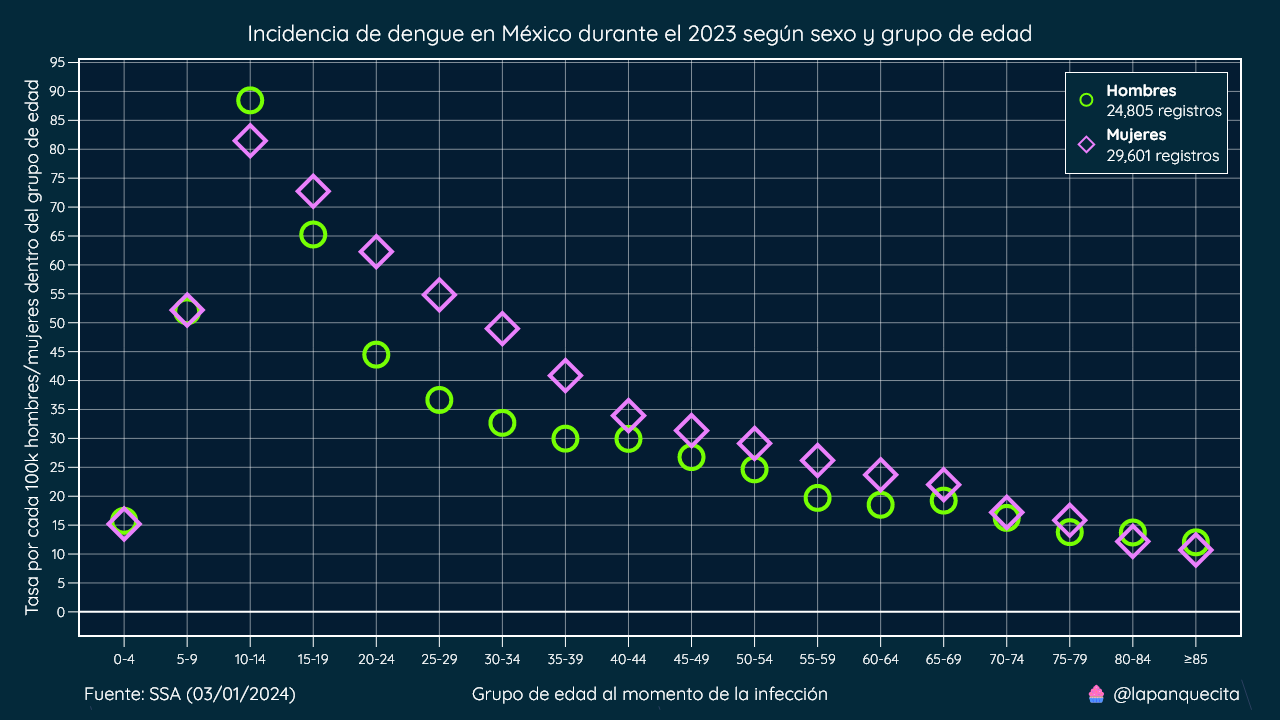 Incidencia de dengue en México durante el 2023 según sexo y grupo de edad
Tasa por cada 100k hombres/mujeres dentro del grupo de edad
95
90
85
80
75
70
65
60
55
50
45
40
35
30
25
20
15
10
5
0
Hombres
24,805 registros
Mujeres
29,601 registros
0-4 5-9 10-14 15-19 20-24 25-29 30-34 35-39 40-44 45-49 50-54 55-59 60-64 65-69 70-74 75-79 80-84 ≥85
Fuente: SSA (03/01/2024) Grupo de edad al momento de la infección @lapanquecita